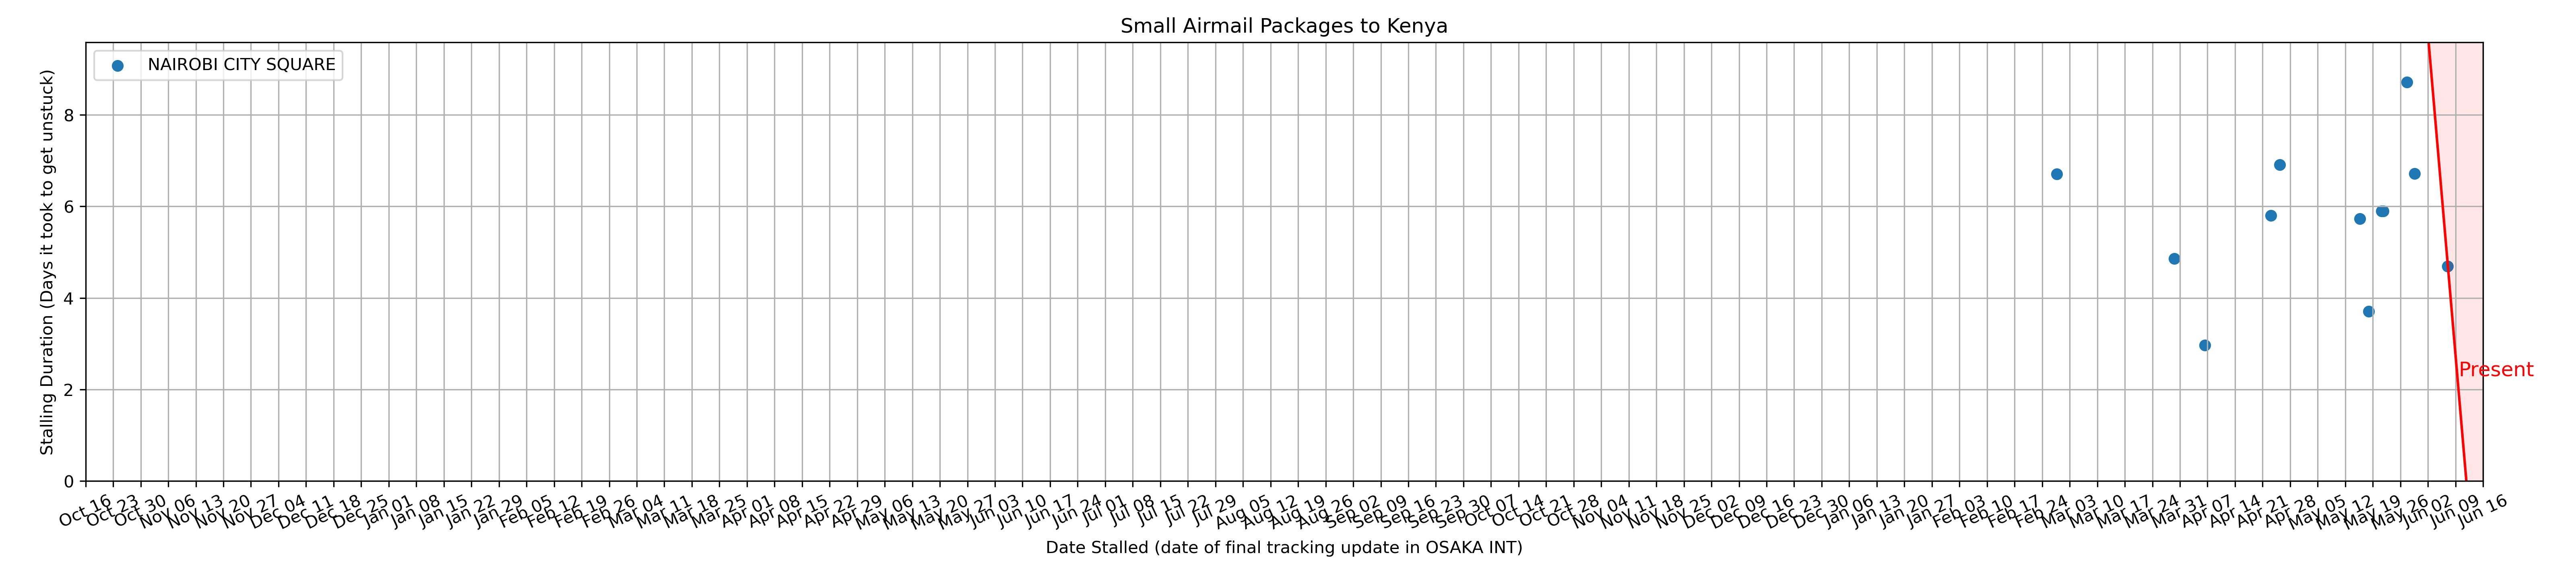 Small Airmail Packages to Kenya
NAIROBI CITY SQUARE
Stalling Duration (Days it took to get unstuck)
8
6
4
2
0
Present
Oct 16 Oct 23 Oct 30 Nov 06 Nov 13 Nov 20 Nov 27 Dec 04 Dec 11 Dec 18 Dec 25 Jan 01 Jan 08 Jan 15 Jan 22 Jan 29 Feb 05 Feb 12 Feb 19 Feb 26 Mar 04 Mar 11 Mar 18 Mar 25 Apr 01 Apr 08 Apr 15 Apr 22 Apr 29 May 06 May 13 May 20 May 27 Jun 03 Jun 10 Jun 17 Jun 24 Jul 01 Jul 08 Jul 15 Jul 22 Jul 29 Aug 05 Aug 12 Aug 19 Aug 26 Sep 02 Sep 09 Sep 16 Sep 23 Sep 30 Oct 07 Oct 14 Oct 21 Oct 28 Nov 04 Nov 11 Nov 18 Nov 25 Dec 02 Dec 09 Dec 16 Dec 23 Dec 30 Jan 06 Jan 13 Jan 20 Jan 27 Feb 03 Feb 10 Feb 17 Feb 24 Mar 03 Mar 10 Mar 17 Mar 24 Mar 31 Apr 07 Apr 14 Apr 21 Apr 28 May 05 May 12 May 19 May 26 Jun 02 Jun 09 Jun 16
Date Stalled (date of final tracking update in OSAKA INT)